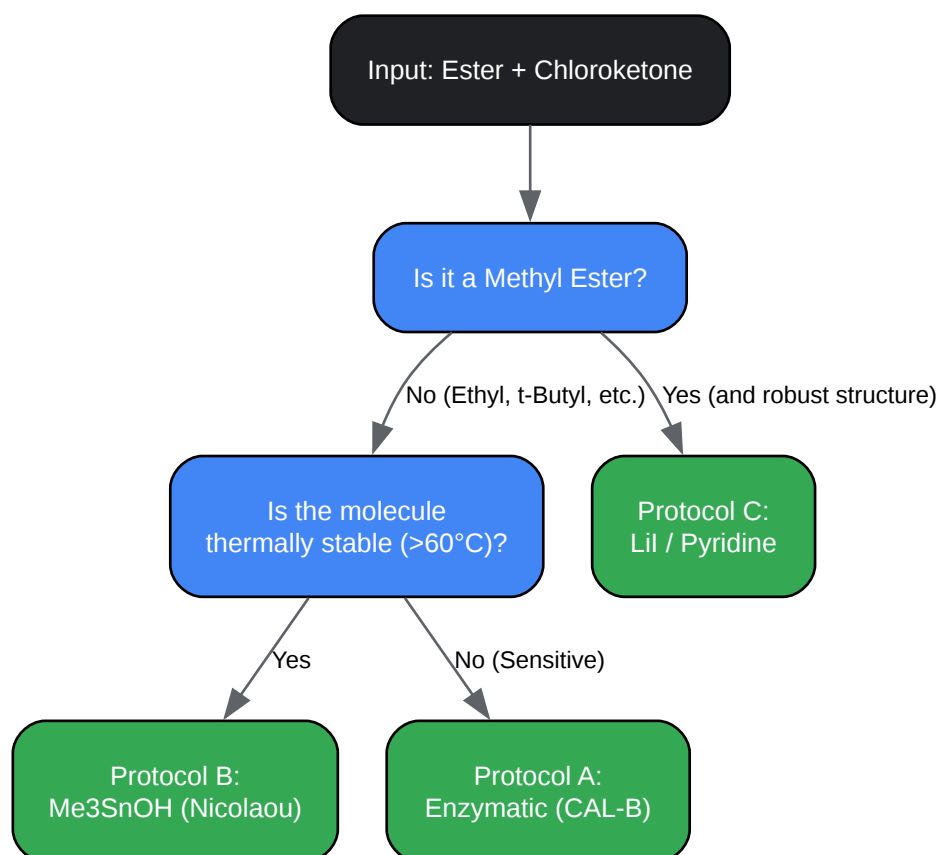 Input: Ester + Chloroketone
Is it a Methyl Ester?
No (Ethyl, t-Butyl, etc.)
Yes (and robust structure)
Is the molecule
thermally stable (>60°C)?
Protocol C:
LiI / Pyridine
Yes
No (Sensitive)
Protocol B:
Me3SnOH (Nicolaou)
Protocol A:
Enzymatic (CAL-B)